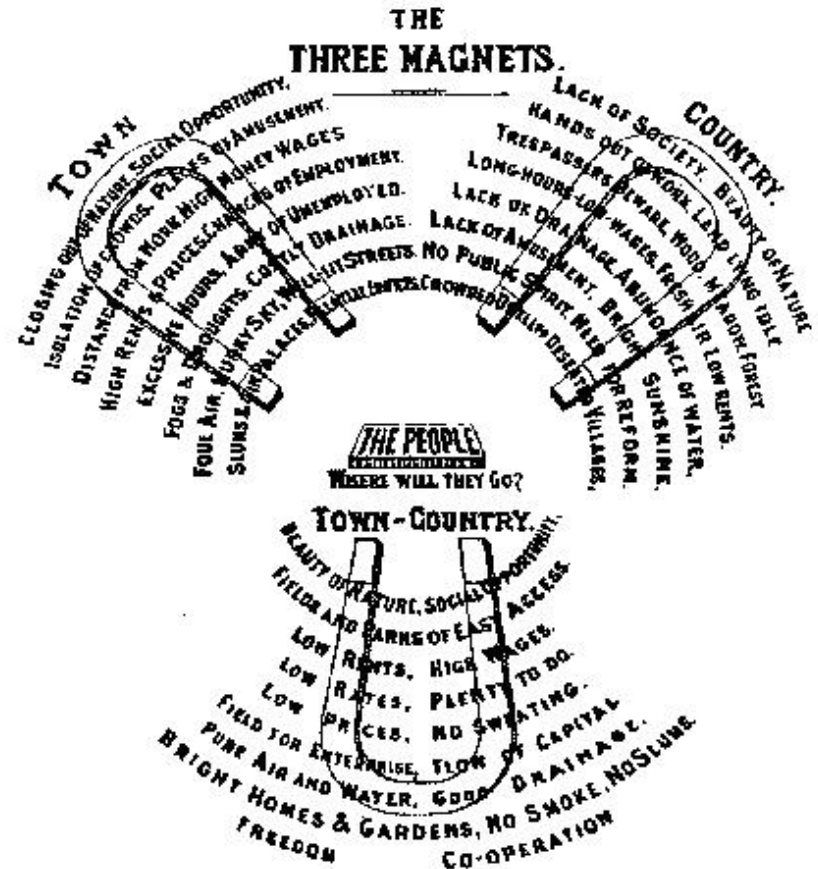 THE
THREE MAGNETS.
TOWN
CLOSING OUT OF NATURE. SOCIAL OPPORTUNITY.
ISOLATION OF CROWDS. PLACES OF AMUSEMENT.
DISTANCE FROM WORK. HIGH MONEY WAGES
HIGH RENTS & PRICES. CHANCES OF EMPLOYMENT.
EXCESSIVE HOURS. ARMY OF UNEMPLOYED.
FOGS & DROUGHTS. COSTLY DRAINAGE.
FOUL AIR. MURKY SKY. WELL-LIT STREETS.
SLUMS & GIN PALACES. EDIFICES.
COUNTRY.
LACK OF SOCIETY. BEAUTY OF NATURE
HANDS OUT OF WORK. LAND LYING IDLE
TRESPASSERS BEWARE. WOOD, MEADOW, FOREST
LONG HOURS-LOW WAGES. FRESH AIR. LOW RENTS.
LACK OF DRAINAGE. ABUNDANCE OF WATER.
LACK OF AMUSEMENT. BRIGHT SUNSHINE.
NO PUBLIC SPIRIT. NEED FOR REFORM.
CROWDED DESERTED VILLAGES.
THE PEOPLE
WHERE WILL THEY GO?
TOWN-COUNTRY.
BEAUTY OF NATURE, SOCIAL OPPORTUNITY.
FIELDS AND PARKS OF EASY ACCESS.
LOW RENTS, HIGH WAGES.
LOW RATES, PLENTY TO DO.
LOW PRICES, NO SWEATING.
FIELD FOR ENTERPRISE, FLOW OF CAPITAL
PURE AIR AND WATER, GOOD DRAINAGE.
BRIGHT HOMES & GARDENS, NO SMOKE, NO SLUMS.
FREEDOM CO-OPERATION